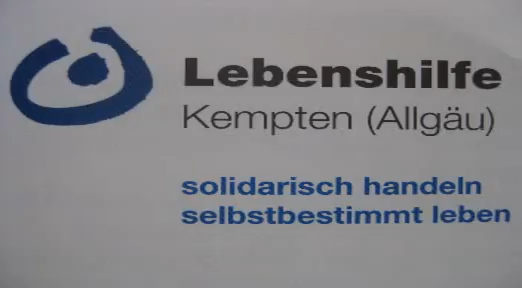 Lebenshilfe
Kempten (Allgäu)
solidarisch handeln
selbstbestimmt leben